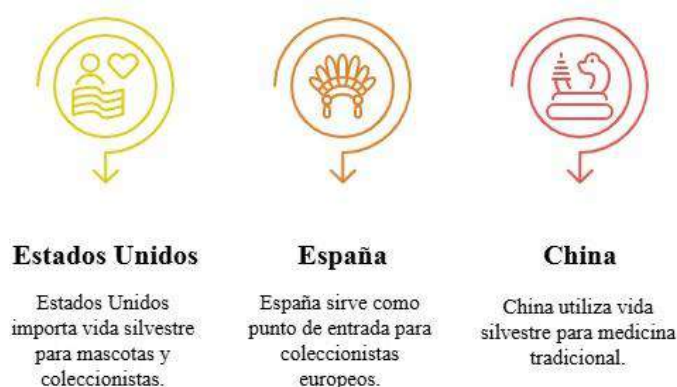 Estados Unidos
Estados Unidos
importa vida silvestre
para mascotas y
coleccionistas.
España
España sirve como
punto de entrada para
coleccionistas
europeos.
China
China utiliza vida
silvestre para medicina
tradicional.